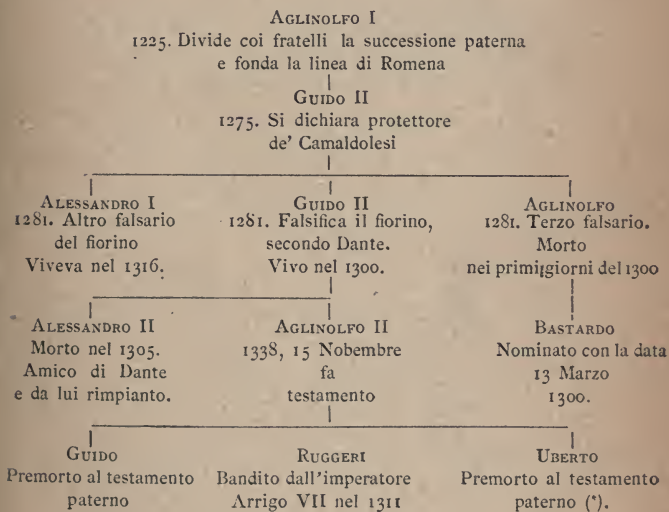 AGLINOLFO I
1225. Divide coi fratelli la successione paterna
e fonda la linea di Romena
GUIDO II
1275. Si dichiara protettore
de' Camaldolesi
ALESSANDRO I
1281. Altro falsario
del fiorino
Viveva nel 1316.
GUIDO II
1281. Falsifica il fiorino,
secondo Dante.
Vivo nel 1300.
AGLINOLFO
1281. Terzo falsario.
Morto
nei primi giorni del 1300
ALESSANDRO II
Morto nel 1305.
Amico di Dante
e da lui rimpianto.
AGLINOLFO II
1338, 15 Nobembre
fa
testamento
BASTARDO
Nominato con la data
13 Marzo
1300.
GUIDO
Premorto al testamento
paterno
RUGGERI
Bandito dall'imperatore
Arrigo VII nel 1311
UBERTO
Premorto al testamento
paterno (*).